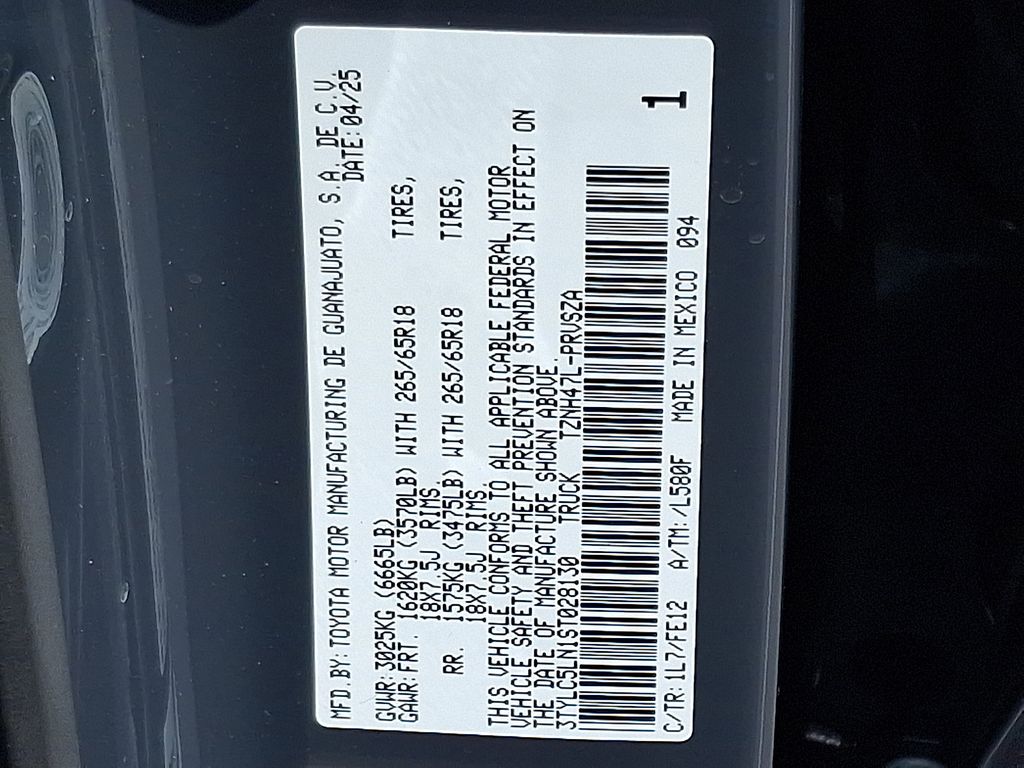 MFD.BY: TOYOTA MOTOR MANUFACTURING DE GUANAJUATO, S.A. DE C.V.
DATE: 04/25
GVWR: 3025KG (6665LB)
GAWR: FRT. 1620KG (3570LB) WITH 265/65R18 TIRES,
18X7.5J RIMS,
RR. 1575KG (3475LB) WITH 265/65R18 TIRES,
18X7.5J RIMS,
THIS VEHICLE CONFORMS TO ALL APPLICABLE FEDERAL MOTOR
VEHICLE SAFETY AND THEFT PREVENTION STANDARDS IN EFFECT ON
THE DATE OF MANUFACTURE SHOWN ABOVE.
3TYLC5LN1ST028130 TRUCK TZNH47L-PRVSZA
1
C/TR: 1L7/FE12 A/TM: /L580F MADE IN MEXICO 094